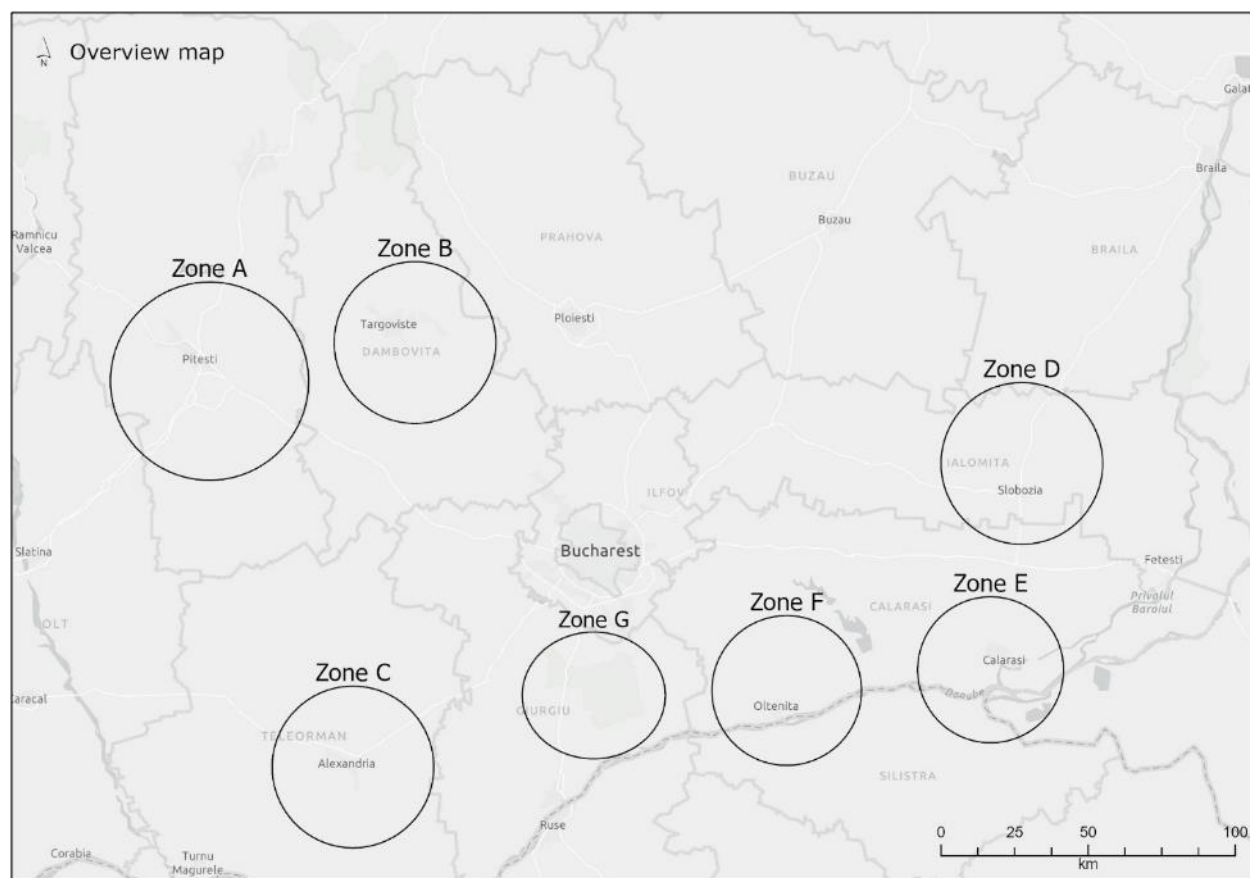 N
Overview map
Galat
Braila
BUZAU
Buzau
Ramnicu
Valcea
PRAHOVA
BRAILA
Zone B
Zone A
Targoviste
Ploiesti
DAMBOVITA
Pitesti
Zone D
IALOMITA
Slobozia
ILFOV
Slatina
Bucharest
Fetesti
Zone E
Privalul
Baroiul
Zone F
CALARASI
Zone G
OLT
Calarasi
Zone C
Caracal
Danube
Oltenita
GIURGIU
TELEORMAN
Alexandria
SILISTRA
Ruse
0 25 50 100
km
Corabia
Turnu
Magurele